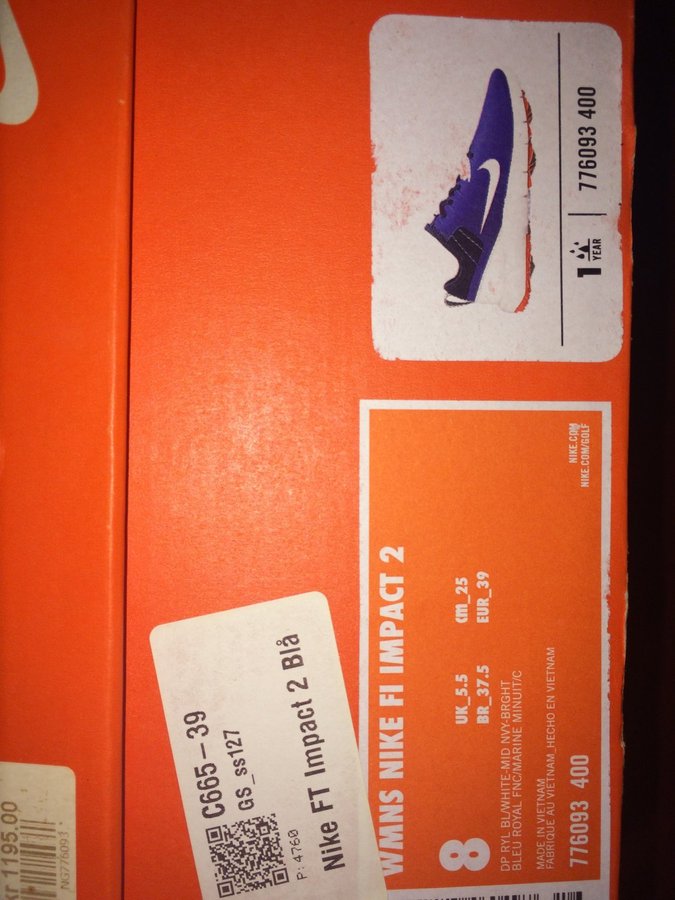 776093 400
1 YEAR
NIKE.COM
NIKE.COM/GOLF
WMNS NIKE FI IMPACT 2
8
UK_5.5
cm_25
BR_37.5
EUR_39
DP RYL BL/WHITE-MID NVY-BRGHT
BLEU ROYAL FNC/MARINE MINUIT/C
MADE IN VIETNAM
FABRIQUE AU VIETNAM_HECHO EN VIETNAM
776093 400
C665-39
GS_ss127
P:4760
Nike FT Impact 2 Blå
kr 1195.00
NG776093